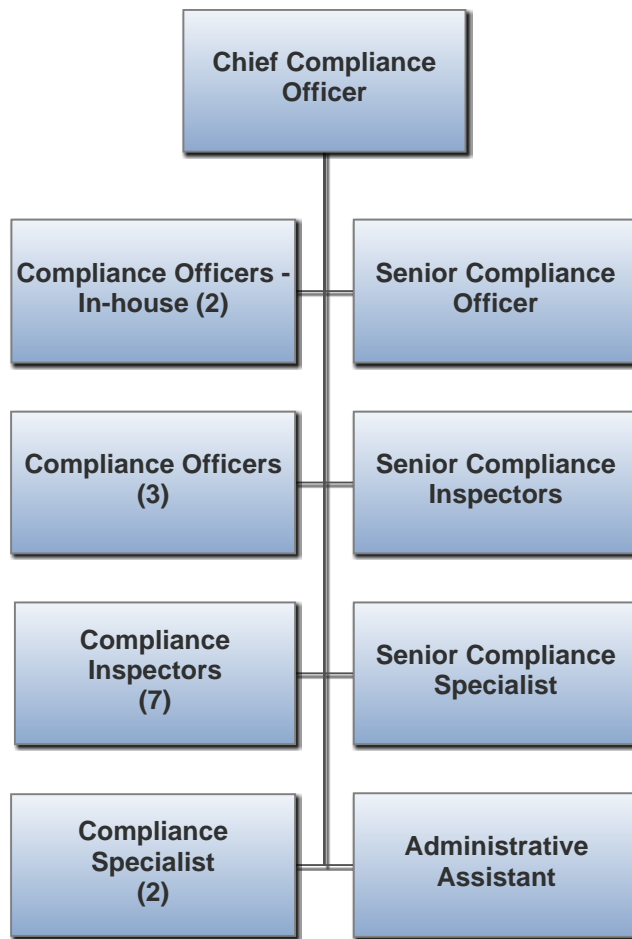 Chief Compliance
Officer
Compliance Officers -
In-house (2)
Senior Compliance
Officer
Compliance Officers
(3)
Senior Compliance
Inspectors
Compliance
Inspectors
(7)
Senior Compliance
Specialist
Compliance
Specialist
(2)
Administrative
Assistant